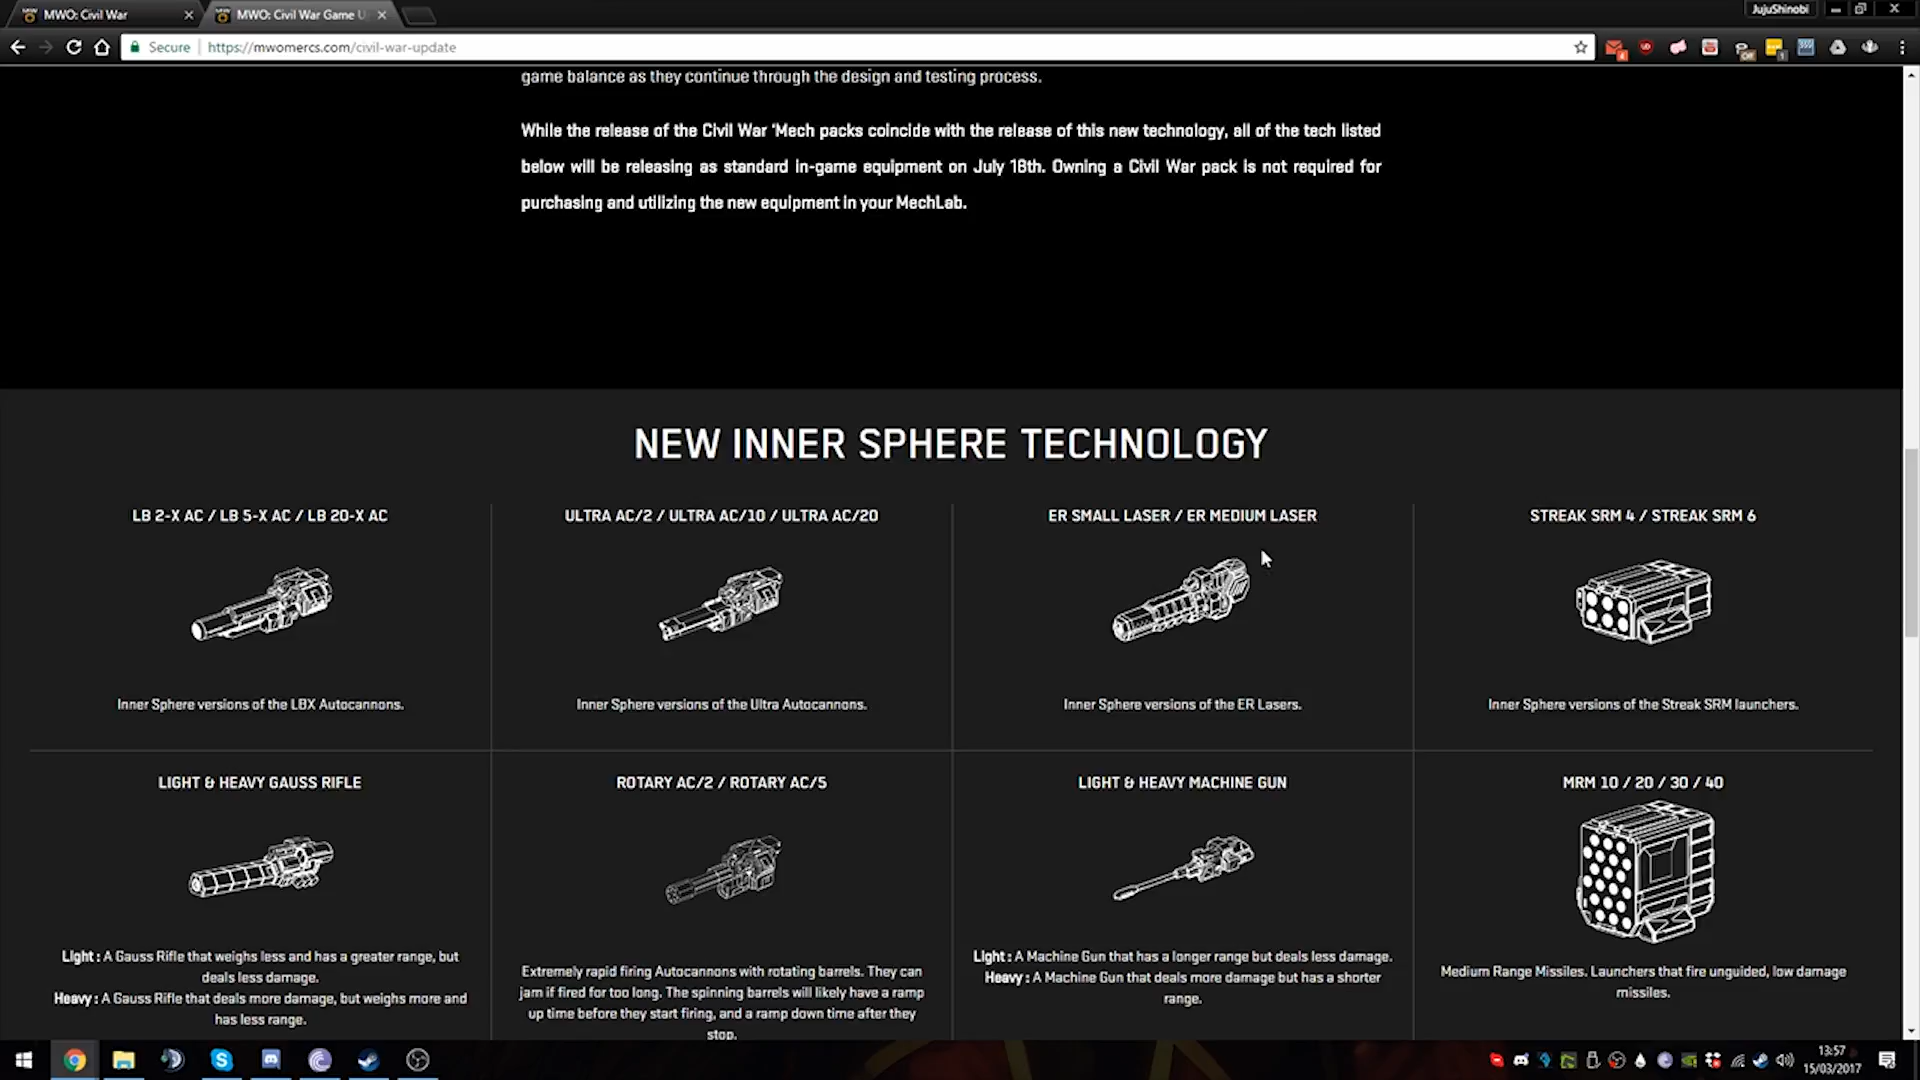 MWO: Civil War
MWO: Civil War Game U
JujuShinobi
Secure
https://mwomercs.com/civil-war-update
game balance as they continue through the design and testing process.
While the release of the Civil War 'Mech packs coincide with the release of this new technology, all of the tech listed
below will be releasing as standard in-game equipment on July 18th. Owning a Civil War pack is not required for
purchasing and utilizing the new equipment in your MechLab.
NEW INNER SPHERE TECHNOLOGY
LB 2-X AC / LB 5-X AC / LB 20-X AC
ULTRA AC/2 / ULTRA AC/10 / ULTRA AC/20
ER SMALL LASER / ER MEDIUM LASER
STREAK SRM 4 / STREAK SRM 6
Inner Sphere versions of the LBX Autocannons.
Inner Sphere versions of the Ultra Autocannons.
Inner Sphere versions of the ER Lasers.
Inner Sphere versions of the Streak SRM launchers.
LIGHT & HEAVY GAUSS RIFLE
ROTARY AC/2 / ROTARY AC/5
LIGHT & HEAVY MACHINE GUN
MRM 10 / 20 / 30 / 40
Light : A Gauss Rifle that weighs less and has a greater range, but
deals less damage.
Heavy : A Gauss Rifle that deals more damage, but weighs more and
has less range.
Extremely rapid firing Autocannons with rotating barrels. They can
jam if fired for too long. The spinning barrels will likely have a ramp
up time before they start firing, and a ramp down time after they
stop.
Light : A Machine Gun that has a longer range but deals less damage.
Heavy : A Machine Gun that deals more damage but has a shorter
range.
Medium Range Missiles. Launchers that fire unguided, low damage
missiles.
13:57
15/03/2017